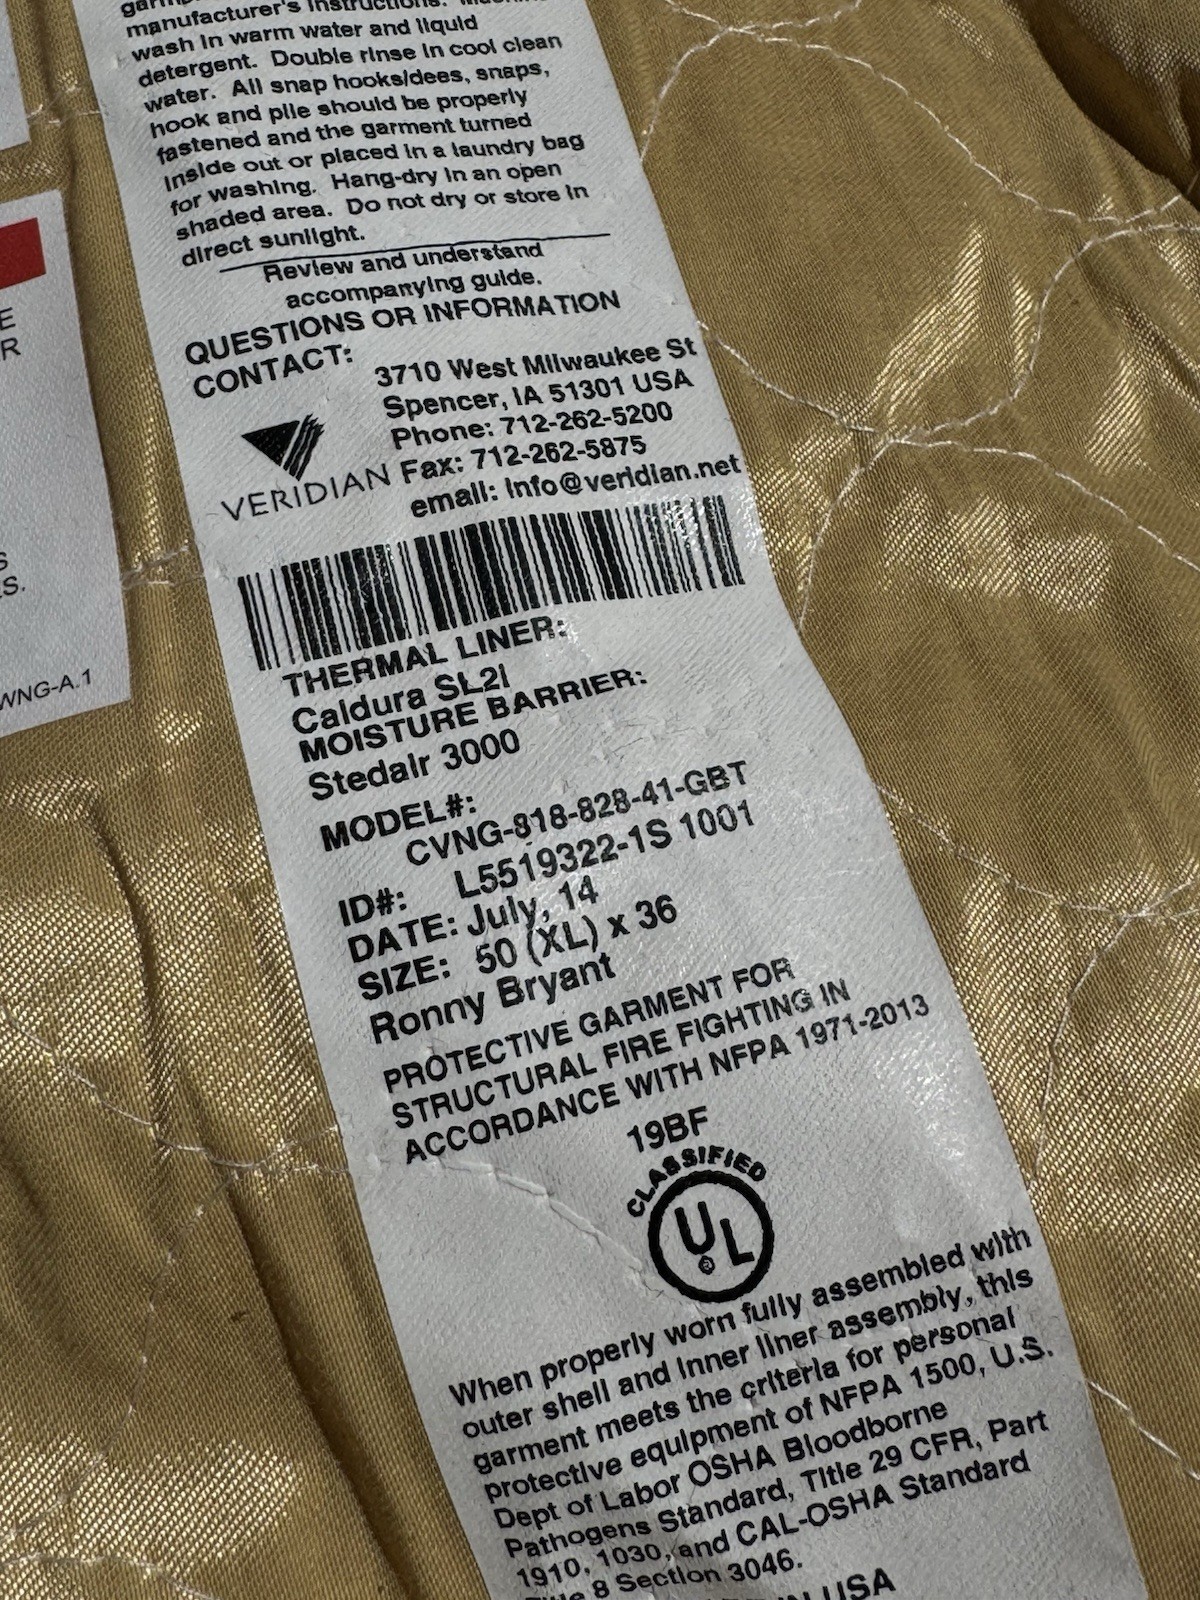 manufacturer's instructions.
wash in warm water and liquid
detergent. Double rinse in cool clean
water. All snap hooks/dees, snaps,
hook and pile should be properly
fastened and the garment turned
inside out or placed in a laundry bag
for washing. Hang-dry in an open
shaded area. Do not dry or store in
direct sunlight.
Review and understand
accompanying guide.
QUESTIONS OR INFORMATION
CONTACT:
3710 West Milwaukee St
Spencer, IA 51301 USA
Phone: 712-262-5200
Fax: 712-262-5875
email: info@veridian.net
VERIDIAN
THERMAL LINER:
Caldura SL2i
MOISTURE BARRIER:
Stedair 3000
MODEL#:
CVNG-818-828-41-GBT
ID#: L5519322-1S 1001
DATE: July, 14
SIZE: 50 (XL) x 36
Ronny Bryant
PROTECTIVE GARMENT FOR
STRUCTURAL FIRE FIGHTING IN
ACCORDANCE WITH NFPA 1971-2013
19BF
CLASSIFIED
UL
®
When properly worn fully assembled with
outer shell and inner liner assembly, this
garment meets the criteria for personal
protective equipment of NFPA 1500, U.S.
Dept of Labor OSHA Bloodborne
Pathogens Standard, Title 29 CFR, Part
1910, 1030, and CAL-OSHA Standard
Title 8 Section 3046.
IN USA
E
R
S
S.
WNG-A.1